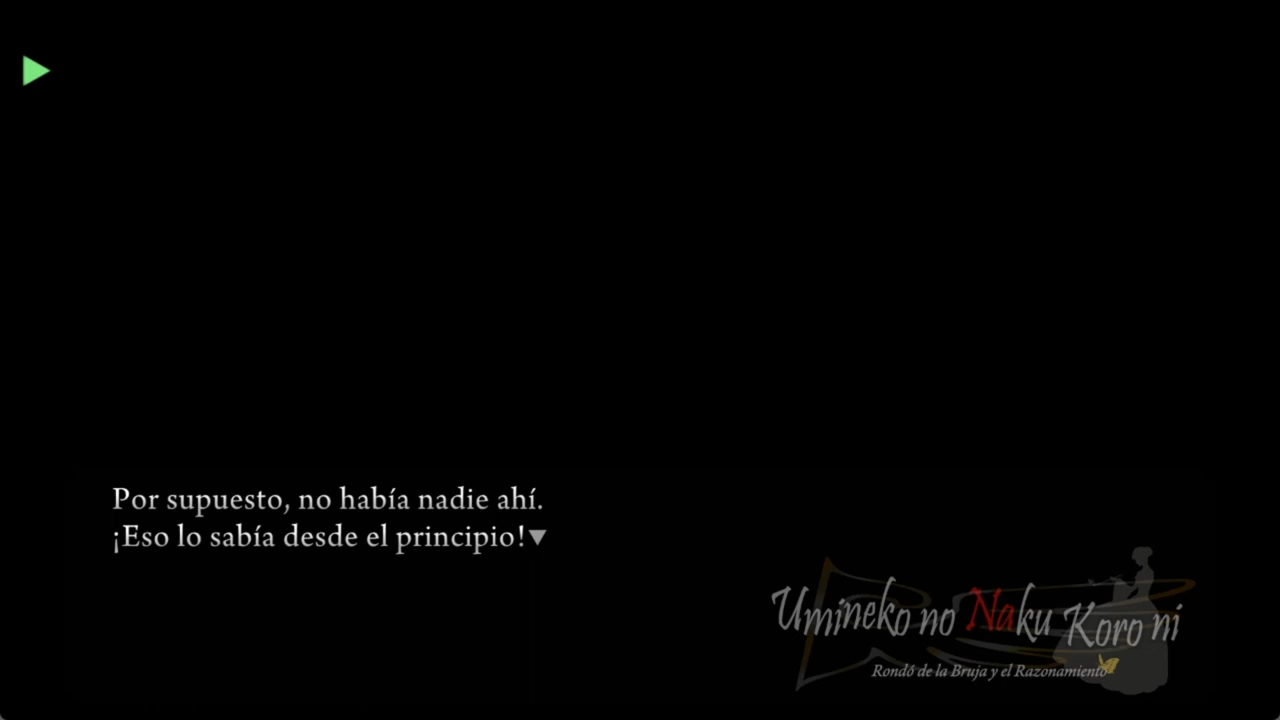 Por supuesto, no había nadie ahí.
¡Eso lo sabía desde el principio!
Umineko no Naku Koro ni
Rondó de la Bruja y el Razonamiento